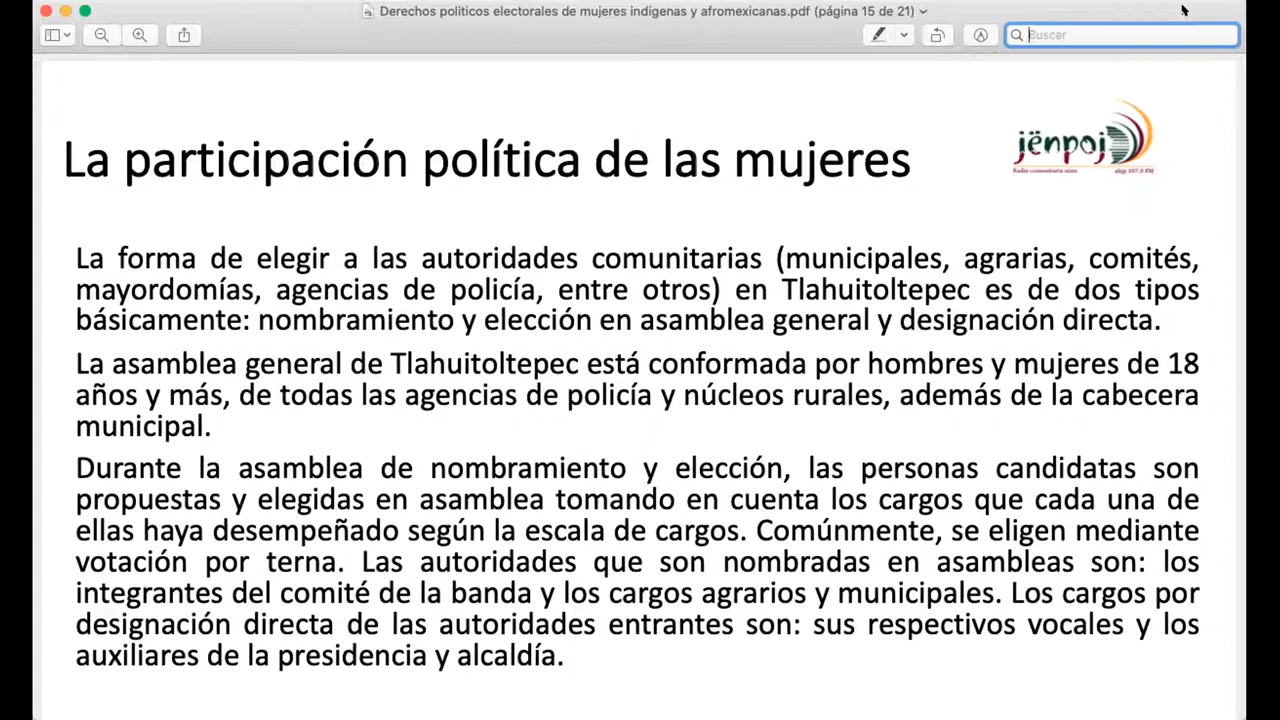 Derechos politicos electorales de mujeres indigenas y afromexicanas.pdf (página 15 de 21)
Buscar
La participación política de las mujeres
jënpoj
Radio comunitaria mixe
La forma de elegir a las autoridades comunitarias (municipales, agrarias, comités,
mayordomías, agencias de policía, entre otros) en Tlahuitoltepec es de dos tipos
básicamente: nombramiento y elección en asamblea general y designación directa.
La asamblea general de Tlahuitoltepec está conformada por hombres y mujeres de 18
años y más, de todas las agencias de policía y núcleos rurales, además de la cabecera
municipal.
Durante la asamblea de nombramiento y elección, las personas candidatas son
propuestas y elegidas en asamblea tomando en cuenta los cargos que cada una de
ellas haya desempeñado según la escala de cargos. Comúnmente, se eligen mediante
votación por terna. Las autoridades que son nombradas en asambleas son: los
integrantes del comité de la banda y los cargos agrarios y municipales. Los cargos por
designación directa de las autoridades entrantes son: sus respectivos vocales y los
auxiliares de la presidencia y alcaldía.